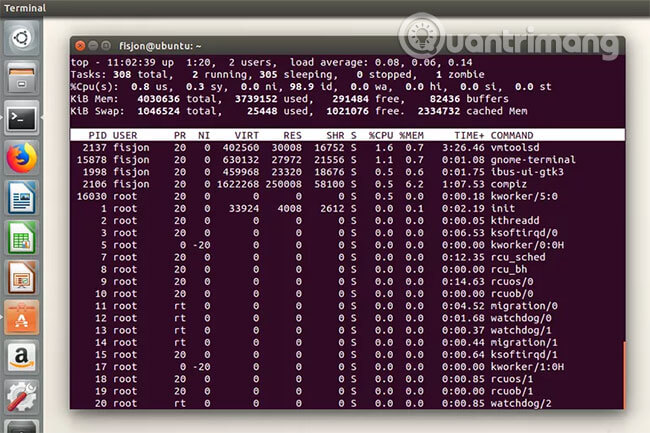 Terminal
Quantrimang
fisjon@ubuntu: ~
top - 11:02:39 up 1:20, 2 users, load average: 0.08, 0.06, 0.14
Tasks: 308 total, 2 running, 305 sleeping, 0 stopped, 1 zombie
%Cpu(s): 0.8 us, 0.3 sy, 0.0 ni, 98.9 id, 0.0 wa, 0.0 hi, 0.0 si, 0.0 st
KiB Mem: 4030636 total, 3739152 used, 291484 free, 82436 buffers
KiB Swap: 1046524 total, 25448 used, 1021076 free. 2334732 cached Mem
PID USER PR NI VIRT RES SHR S %CPU %MEM TIME+ COMMAND
2137 fisjon 20 0 402560 30008 16752 S 1.6 0.7 3:26.46 vmtoolsd
15878 fisjon 20 0 630132 27972 21556 S 1.1 0.7 0:01.08 gnome-terminal
1998 fisjon 20 0 459968 23320 18676 S 0.5 0.6 0:01.75 ibus-ui-gtk3
2106 fisjon 20 0 1622268 250008 58100 S 0.5 6.2 1:07.53 compiz
16030 root 20 0 0 0 0 S 0.5 0.0 0:00.18 kworker/5:0
1 root 20 0 33924 4008 2612 S 0.0 0.1 0:02.19 init
2 root 20 0 0 0 0 S 0.0 0.0 0:00.06 kthreadd
3 root 20 0 0 0 0 S 0.0 0.0 0:06.53 ksoftirqd/0
5 root 0 -20 0 0 0 S 0.0 0.0 0:00.00 kworker/0:0H
7 root 20 0 0 0 0 S 0.0 0.0 0:12.35 rcu_sched
8 root 20 0 0 0 0 S 0.0 0.0 0:00.00 rcu_bh
9 root 20 0 0 0 0 S 0.0 0.0 0:14.63 rcuos/0
10 root 20 0 0 0 0 S 0.0 0.0 0:00.00 rcuob/0
11 root rt 0 0 0 0 S 0.0 0.0 0:04.52 migration/0
12 root rt 0 0 0 0 S 0.0 0.0 0:01.68 watchdog/0
13 root rt 0 0 0 0 S 0.0 0.0 0:00.37 watchdog/1
14 root rt 0 0 0 0 S 0.0 0.0 0:00.44 migration/1
15 root 20 0 0 0 0 S 0.0 0.0 0:00.64 ksoftirqd/1
17 root 0 -20 0 0 0 S 0.0 0.0 0:00.00 kworker/1:0H
18 root 20 0 0 0 0 S 0.0 0.0 0:00.85 rcuos/1
19 root 20 0 0 0 0 S 0.0 0.0 0:00.00 rcuob/1
20 root rt 0 0 0 0 S 0.0 0.0 0:00.85 watchdog/2